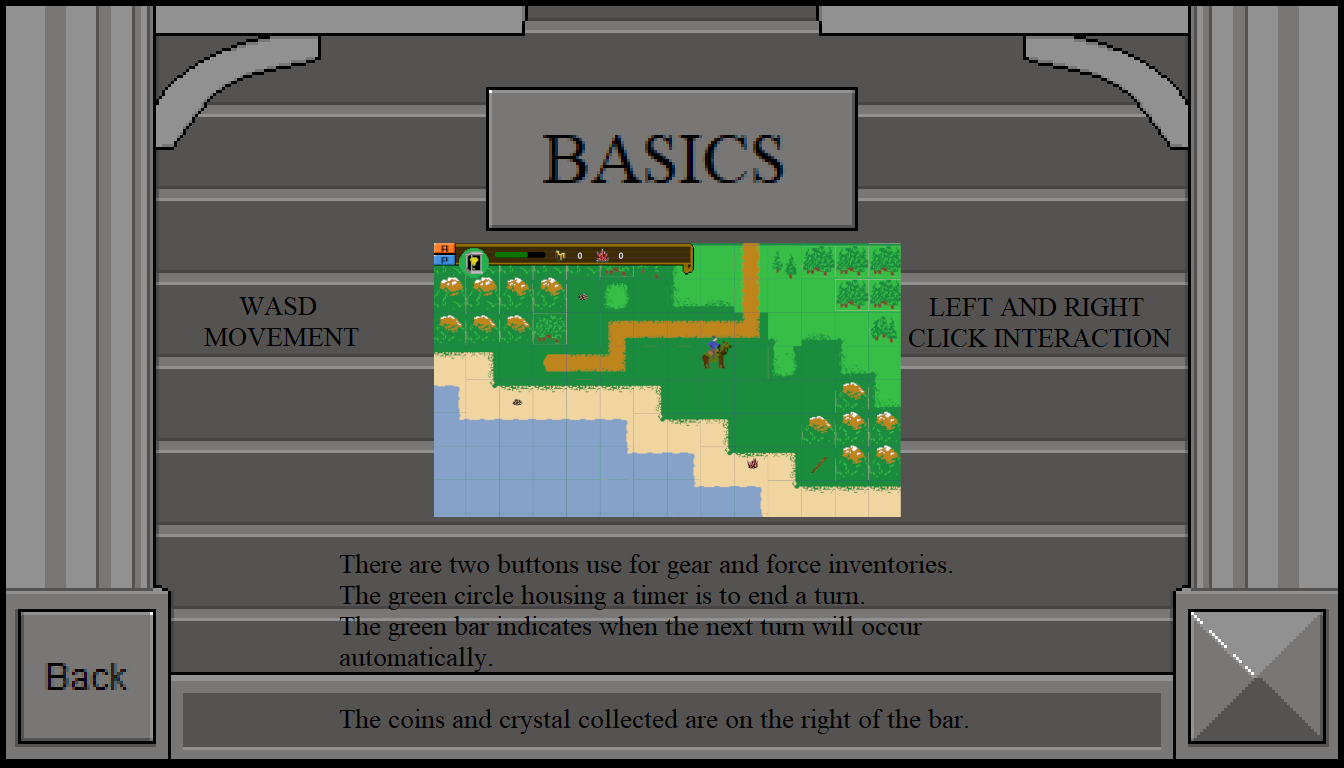 BASICS
A
P
0
0
WASD
MOVEMENT
LEFT AND RIGHT
CLICK INTERACTION
There are two buttons use for gear and force inventories.
The green circle housing a timer is to end a turn.
The green bar indicates when the next turn will occur
automatically.
Back
The coins and crystal collected are on the right of the bar.